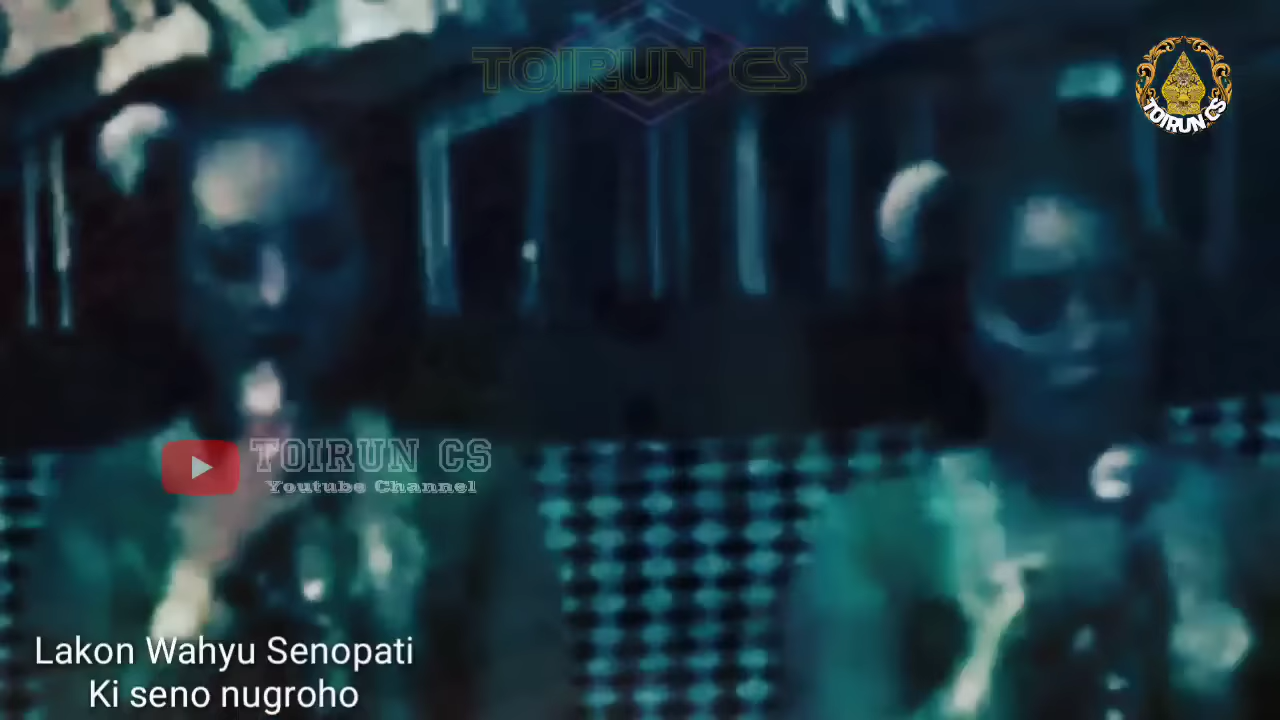 TOIRUN CS
TOIRUN CS
TOIRUN CS
Youtube Channel
Lakon Wahyu Senopati
Ki seno nugroho